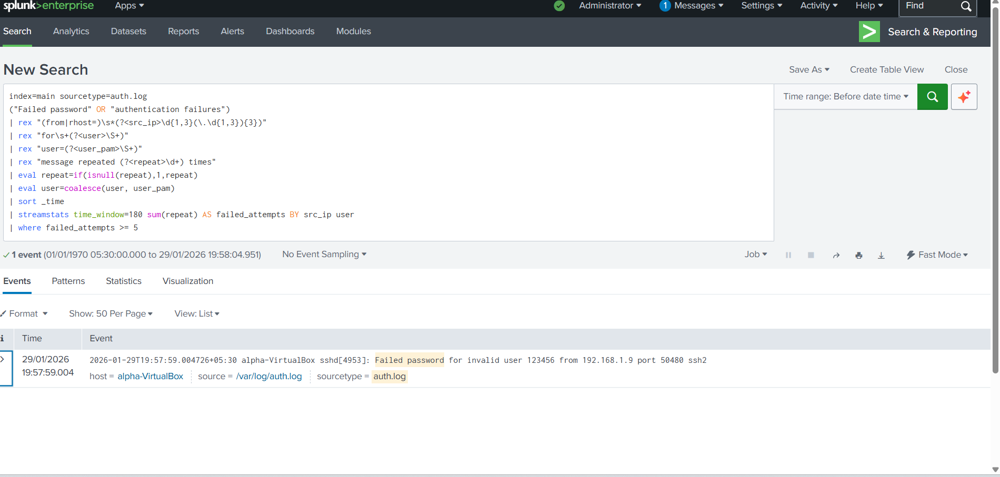 splunk>enterprise Apps Administrator 1 Messages Settings Activity Help Find
Search Analytics Datasets Reports Alerts Dashboards Modules > Search & Reporting
New Search
Save As Create Table View Close
index=main sourcetype=auth.log
("Failed password" OR "authentication failures")
| rex "(from|rhost=)\s*(?<src_ip>\d{1,3}(\.\d{1,3}){3})"
| rex "for\s+(?<user>\S+)"
| rex "user=(?<user_pam>\S+)"
| rex "message repeated (?<repeat>\d+) times"
| eval repeat=if(isnull(repeat),1,repeat)
| eval user=coalesce(user, user_pam)
| sort _time
| streamstats time_window=180 sum(repeat) AS failed_attempts BY src_ip user
| where failed_attempts >= 5
Time range: Before date time
1 event (01/01/1970 05:30:00.000 to 29/01/2026 19:58:04.951) No Event Sampling Job Fast Mode
Events Patterns Statistics Visualization
Format Show: 50 Per Page View: List
i Time Event
29/01/2026
19:57:59.004
2026-01-29T19:57:59.004726+05:30 alpha-VirtualBox sshd[4953]: Failed password for invalid user 123456 from 192.168.1.9 port 50480 ssh2
host = alpha-VirtualBox source = /var/log/auth.log sourcetype = auth.log